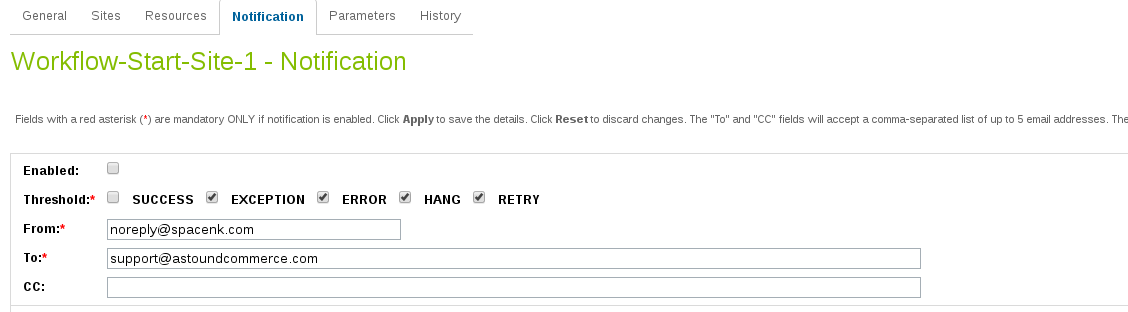 General Sites Resources Notification Parameters History
Workflow-Start-Site-1 - Notification
Fields with a red asterisk (*) are mandatory ONLY if notification is enabled. Click Apply to save the details. Click Reset to discard changes. The "To" and "CC" fields will accept a comma-separated list of up to 5 email addresses. The
Enabled:
Threshold:* SUCCESS EXCEPTION ERROR HANG RETRY
From:* noreply@spacenk.com
To:* support@astoundcommerce.com
CC: